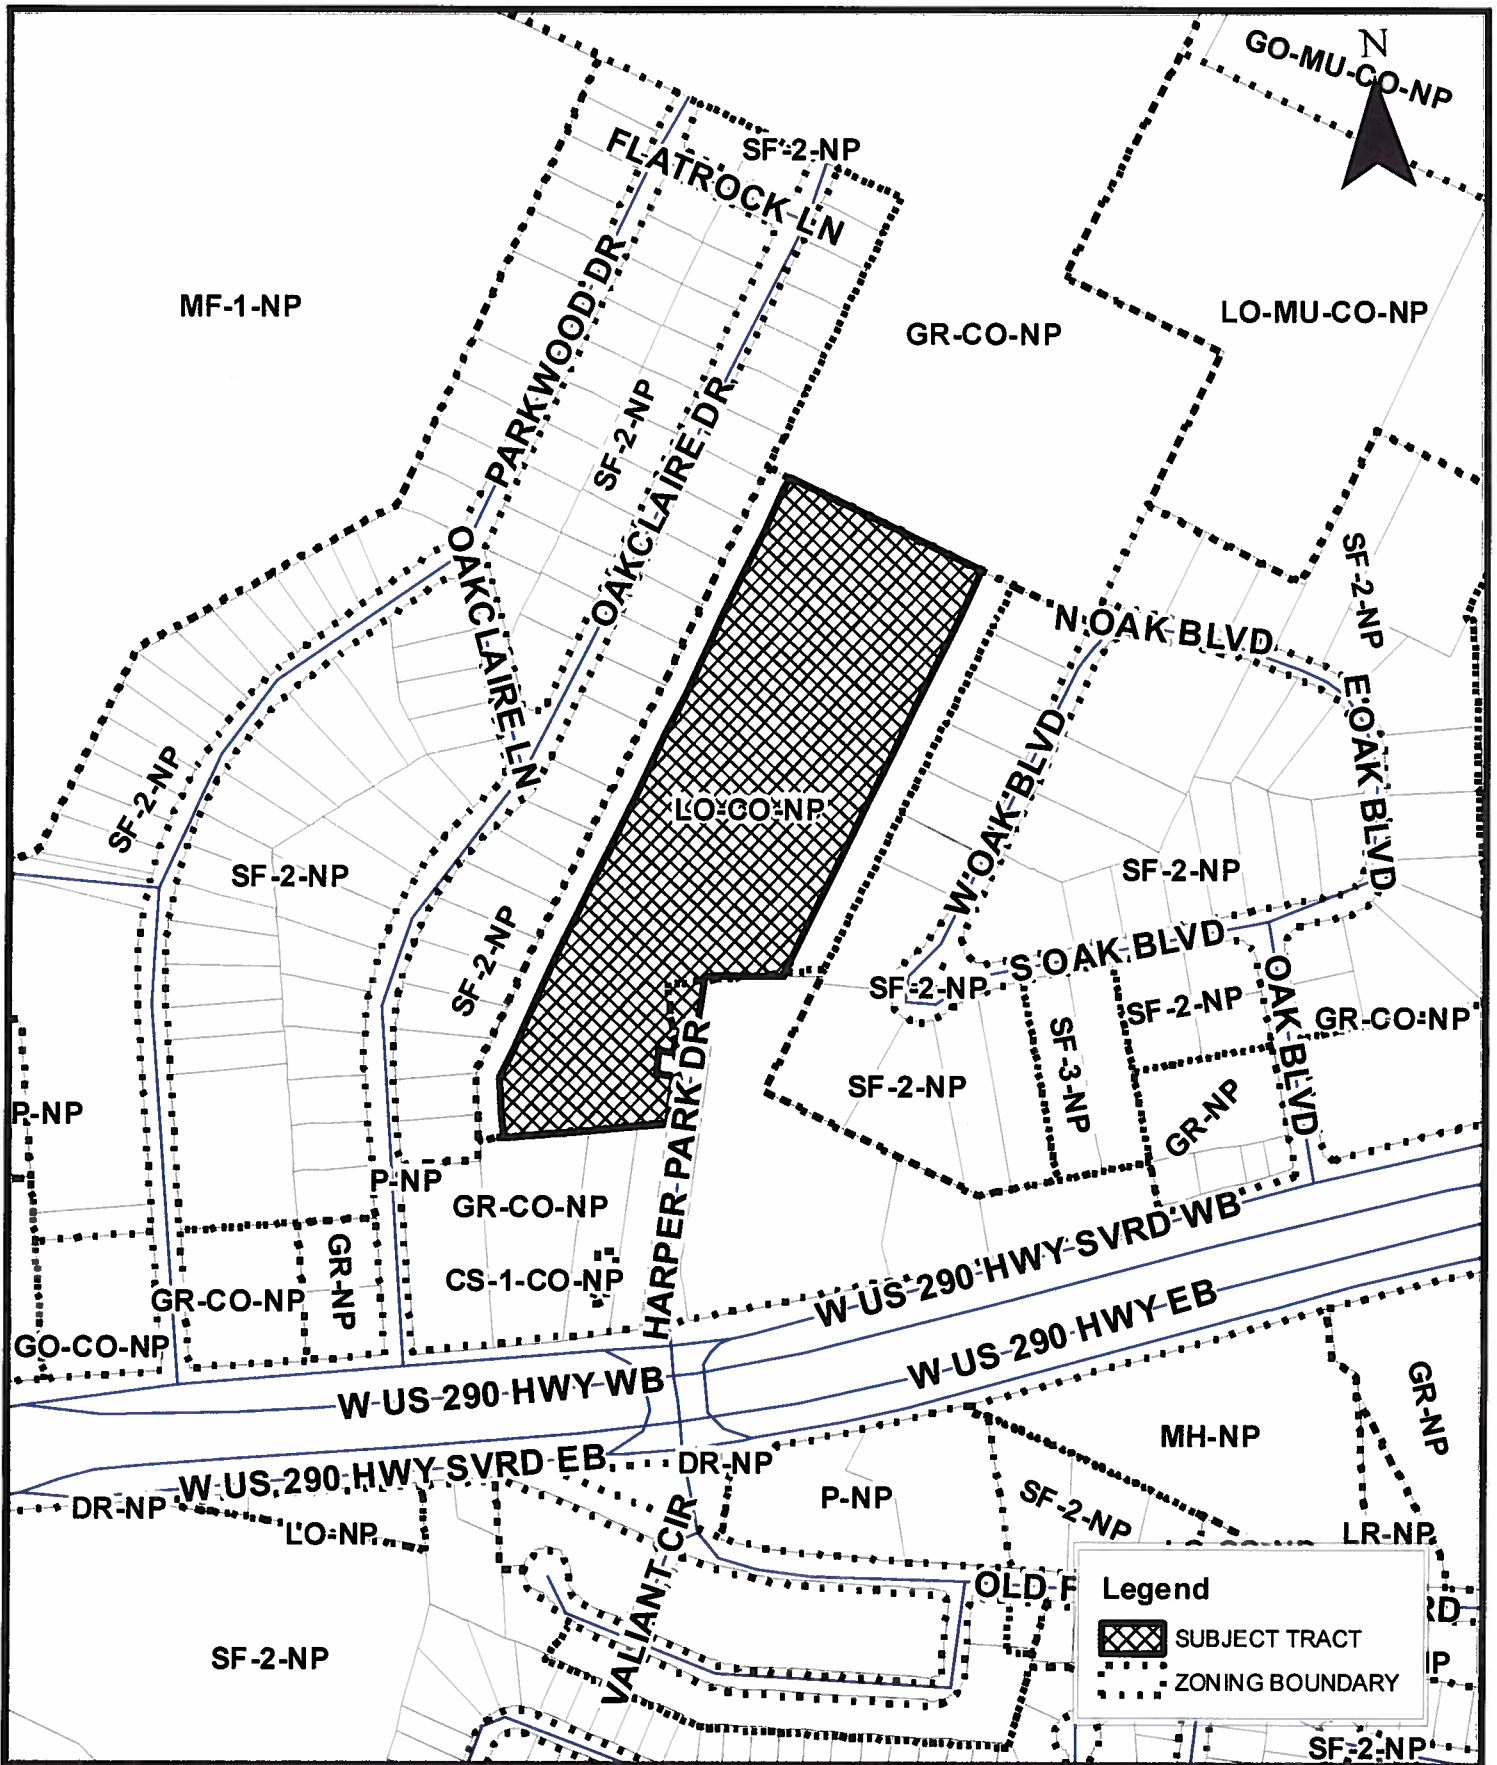 N
GO-MU-CO-NP
SF-2-NP
FLATROCK LN
MF-1-NP
PARKWOOD DR
LO-MU-CO-NP
GR-CO-NP
SF-2-NP
OAKCLAIRE DR
OAKCLAIRE LN
SF-2-NP
N OAK BLVD
E OAK BLVD
W OAK BLVD
SF-2-NP
LO-CO-NP
SF-2-NP
SF-2-NP
SF-2-NP
S OAK BLVD
SF-2-NP
SF-2-NP
OAK BLVD
GR-CO-NP
SF-3-NP
SF-2-NP
GR-NP
HARPER PARK DR
P-NP
P-NP
GR-CO-NP
W US 290 HWY SVRD WB
CS-1-CO-NP
GR-NP
GR-CO-NP
GO-CO-NP
W US 290 HWY EB
W US 290 HWY WB
GR-NP
MH-NP
W US 290 HWY SVRD EB
DR-NP
P-NP
SF-2-NP
DR-NP
LO-NP
LR-NP
VALIANT CIR
OLD F
RD
SF-2-NP
Legend
SUBJECT TRACT
ZONING BOUNDARY
IP
SF-2-NP